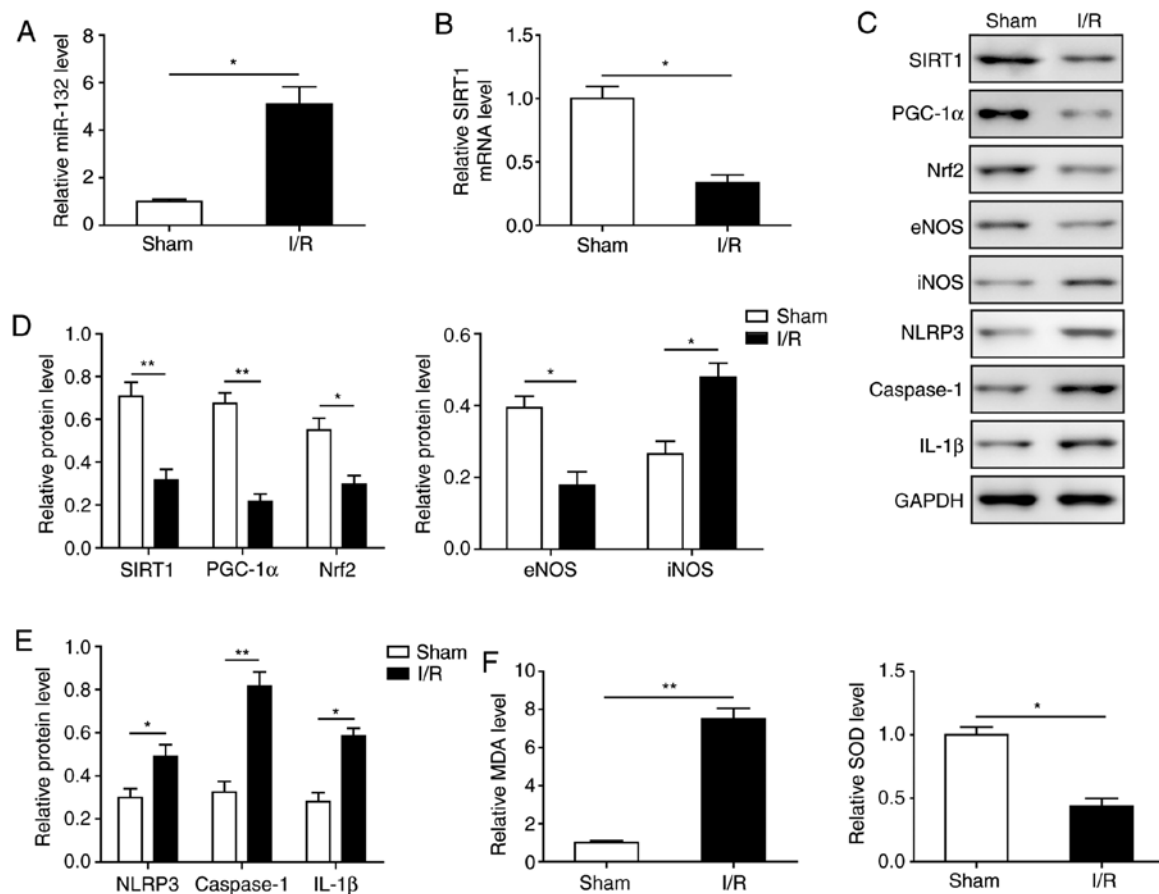 A
Relative miR-132 level
8
6
4
2
0
*
Sham
I/R
B
Relative SIRT1
mRNA level
1.5
1.0
0.5
0.0
*
Sham
I/R
C
Sham
I/R
SIRT1
PGC-1α
Nrf2
eNOS
iNOS
NLRP3
Caspase-1
IL-1β
GAPDH
D
Relative protein level
1.0
0.8
0.6
0.4
0.2
0.0
**
**
*
SIRT1
PGC-1α
Nrf2
0.6
0.4
0.2
0.0
*
*
eNOS
iNOS
Sham
I/R
E
Relative protein level
1.0
0.8
0.6
0.4
0.2
0.0
*
**
*
NLRP3
Caspase-1
IL-1β
Sham
I/R
F
Relative MDA level
10
8
6
4
2
0
**
Sham
I/R
Relative SOD level
1.5
1.0
0.5
0.0
*
Sham
I/R